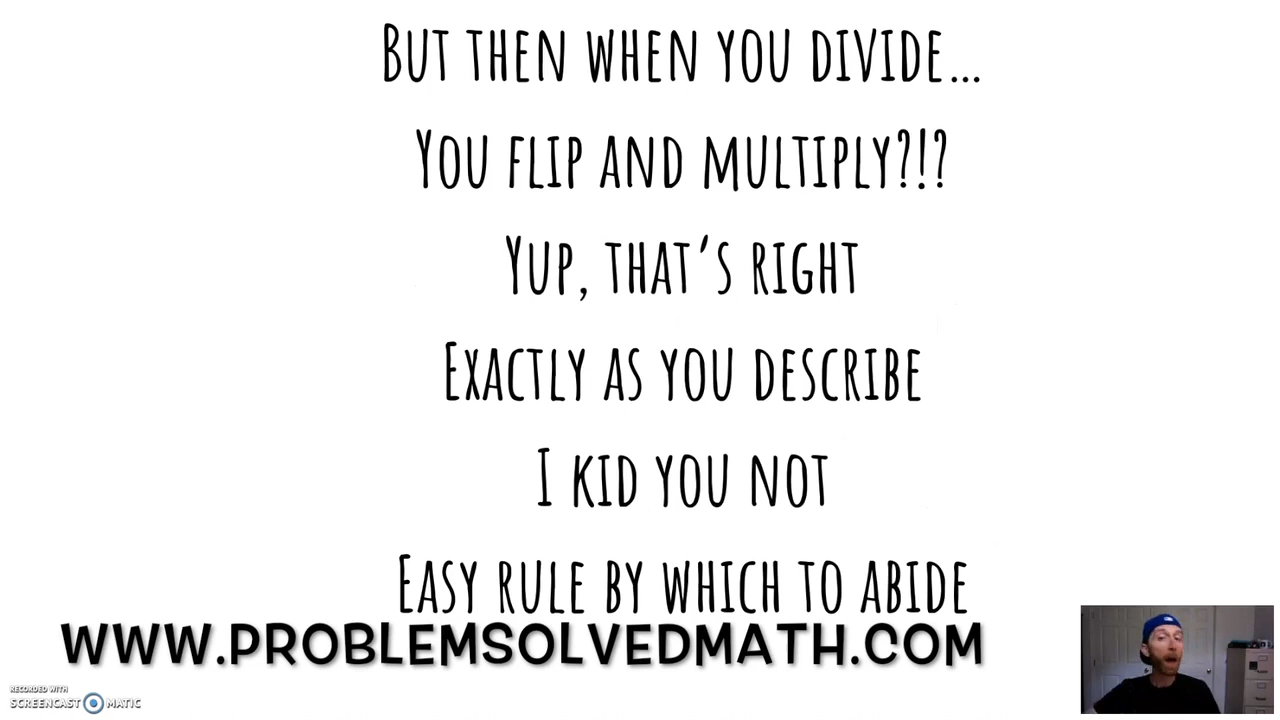 But then when you divide...
You flip and multiply?!?
Yup, that's right
Exactly as you describe
I kid you not
Easy rule by which to abide
WWW.PROBLEMSOLVEDMATH.COM
RECORDED WITH
SCREENCAST MATIC